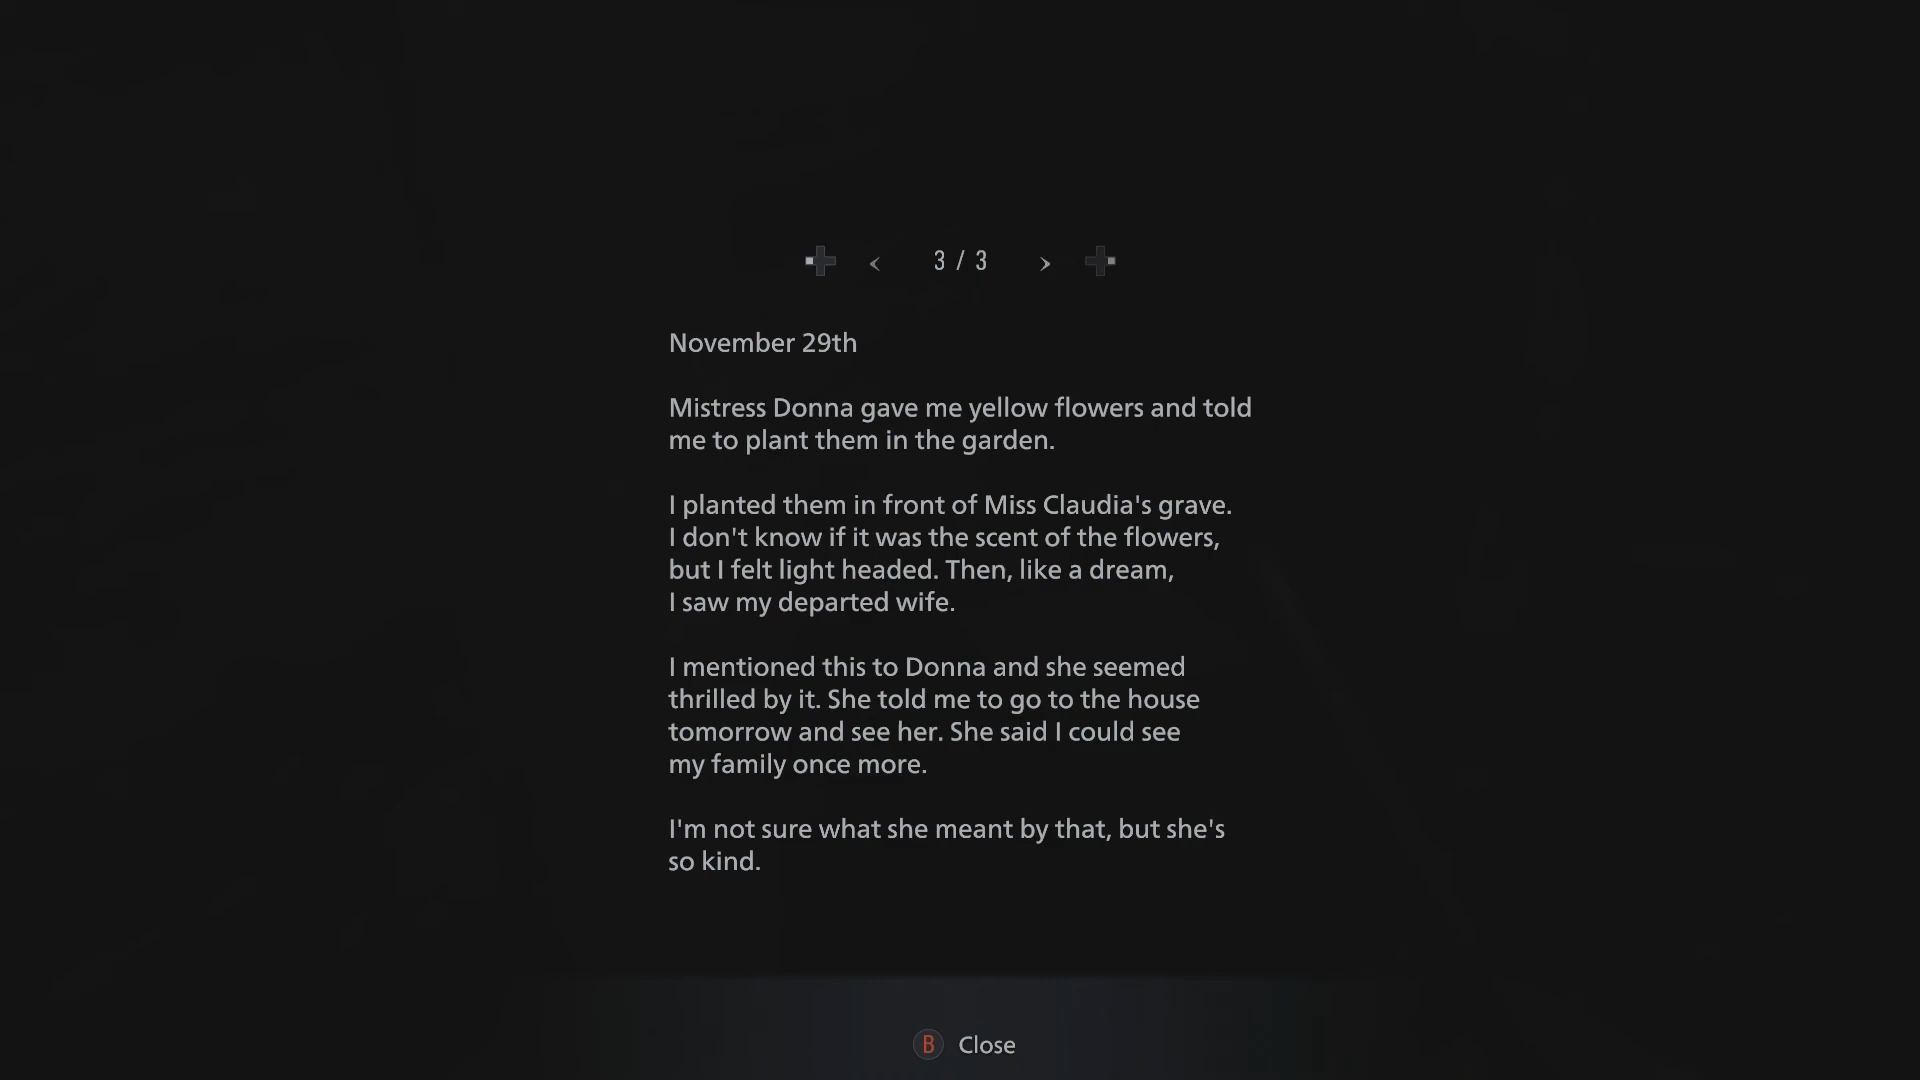 < 3 / 3 >
November 29th
Mistress Donna gave me yellow flowers and told
me to plant them in the garden.
I planted them in front of Miss Claudia's grave.
I don't know if it was the scent of the flowers,
but I felt light headed. Then, like a dream,
I saw my departed wife.
I mentioned this to Donna and she seemed
thrilled by it. She told me to go to the house
tomorrow and see her. She said I could see
my family once more.
I'm not sure what she meant by that, but she's
so kind.
B Close